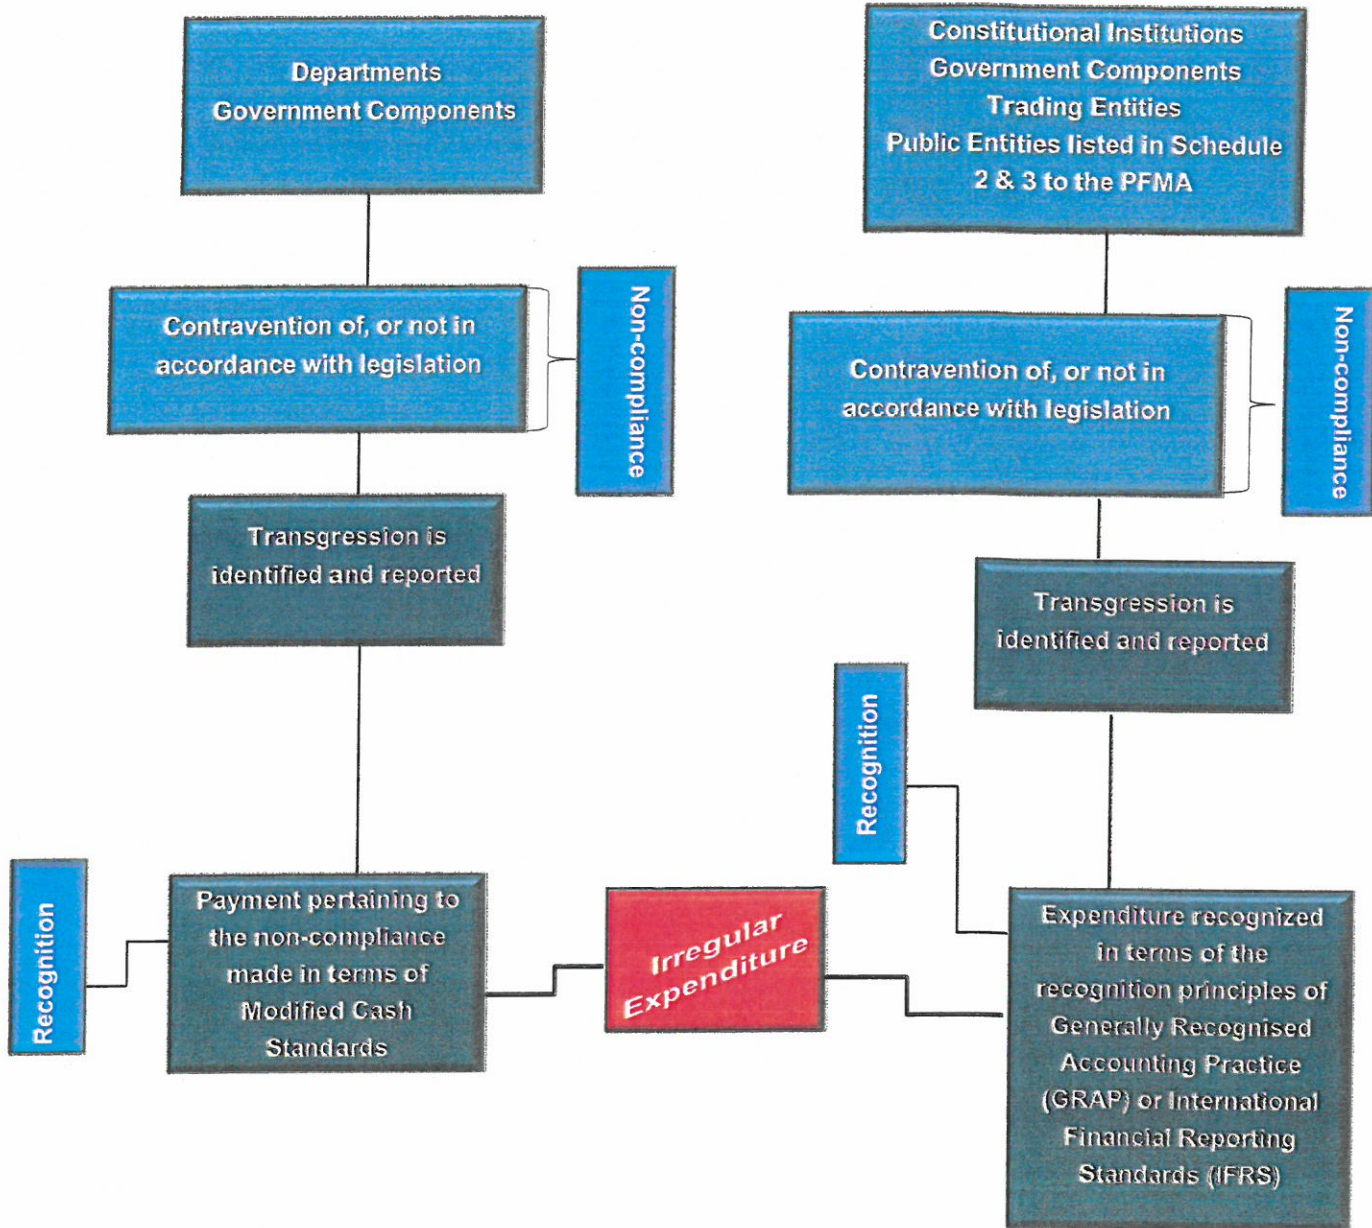 Departments
Government Components
Contravention of, or not in
accordance with legislation
Non-compliance
Transgression is
identified and reported
Recognition
Payment pertaining to
the non-compliance
made in terms of
Modified Cash
Standards
Irregular
Expenditure
Constitutional Institutions
Government Components
Trading Entities
Public Entities listed in Schedule
2 & 3 to the PFMA
Contravention of, or not in
accordance with legislation
Non-compliance
Transgression is
identified and reported
Recognition
Expenditure recognized
in terms of the
recognition principles of
Generally Recognised
Accounting Practice
(GRAP) or International
Financial Reporting
Standards (IFRS)